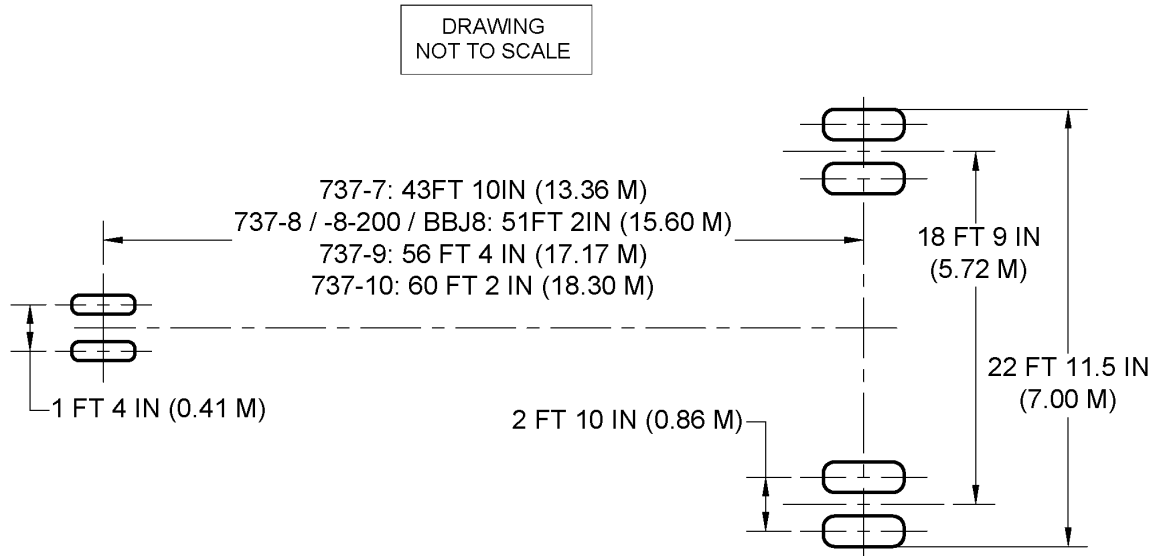 DRAWING
NOT TO SCALE
737-7: 43FT 10IN (13.36 M)
737-8 / -8-200 / BBJ8: 51FT 2IN (15.60 M)
737-9: 56 FT 4 IN (17.17 M)
737-10: 60 FT 2 IN (18.30 M)
18 FT 9 IN
(5.72 M)
22 FT 11.5 IN
(7.00 M)
1 FT 4 IN (0.41 M)
2 FT 10 IN (0.86 M)